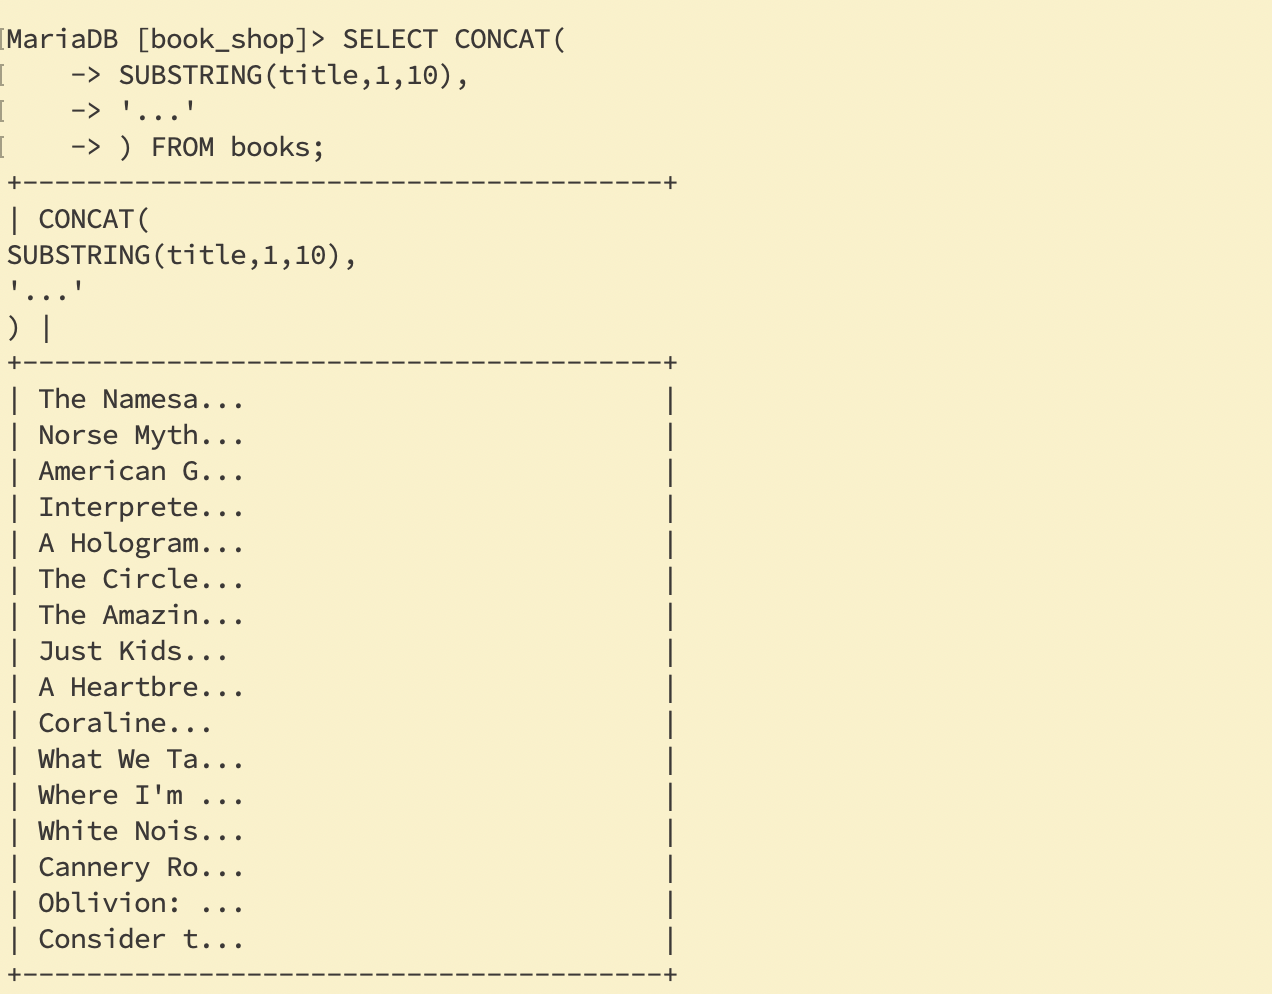 MariaDB [book_shop]> SELECT CONCAT(
    -> SUBSTRING(title,1,10),
    -> '...'
    -> ) FROM books;
+----------------------------------------+
| CONCAT(
SUBSTRING(title,1,10),
'...'
) |
+----------------------------------------+
| The Namesa...                          |
| Norse Myth...                          |
| American G...                          |
| Interprete...                          |
| A Hologram...                          |
| The Circle...                          |
| The Amazin...                          |
| Just Kids...                           |
| A Heartbre...                          |
| Coraline...                            |
| What We Ta...                          |
| Where I'm ...                          |
| White Nois...                          |
| Cannery Ro...                          |
| Oblivion: ...                          |
| Consider t...                          |
+----------------------------------------+